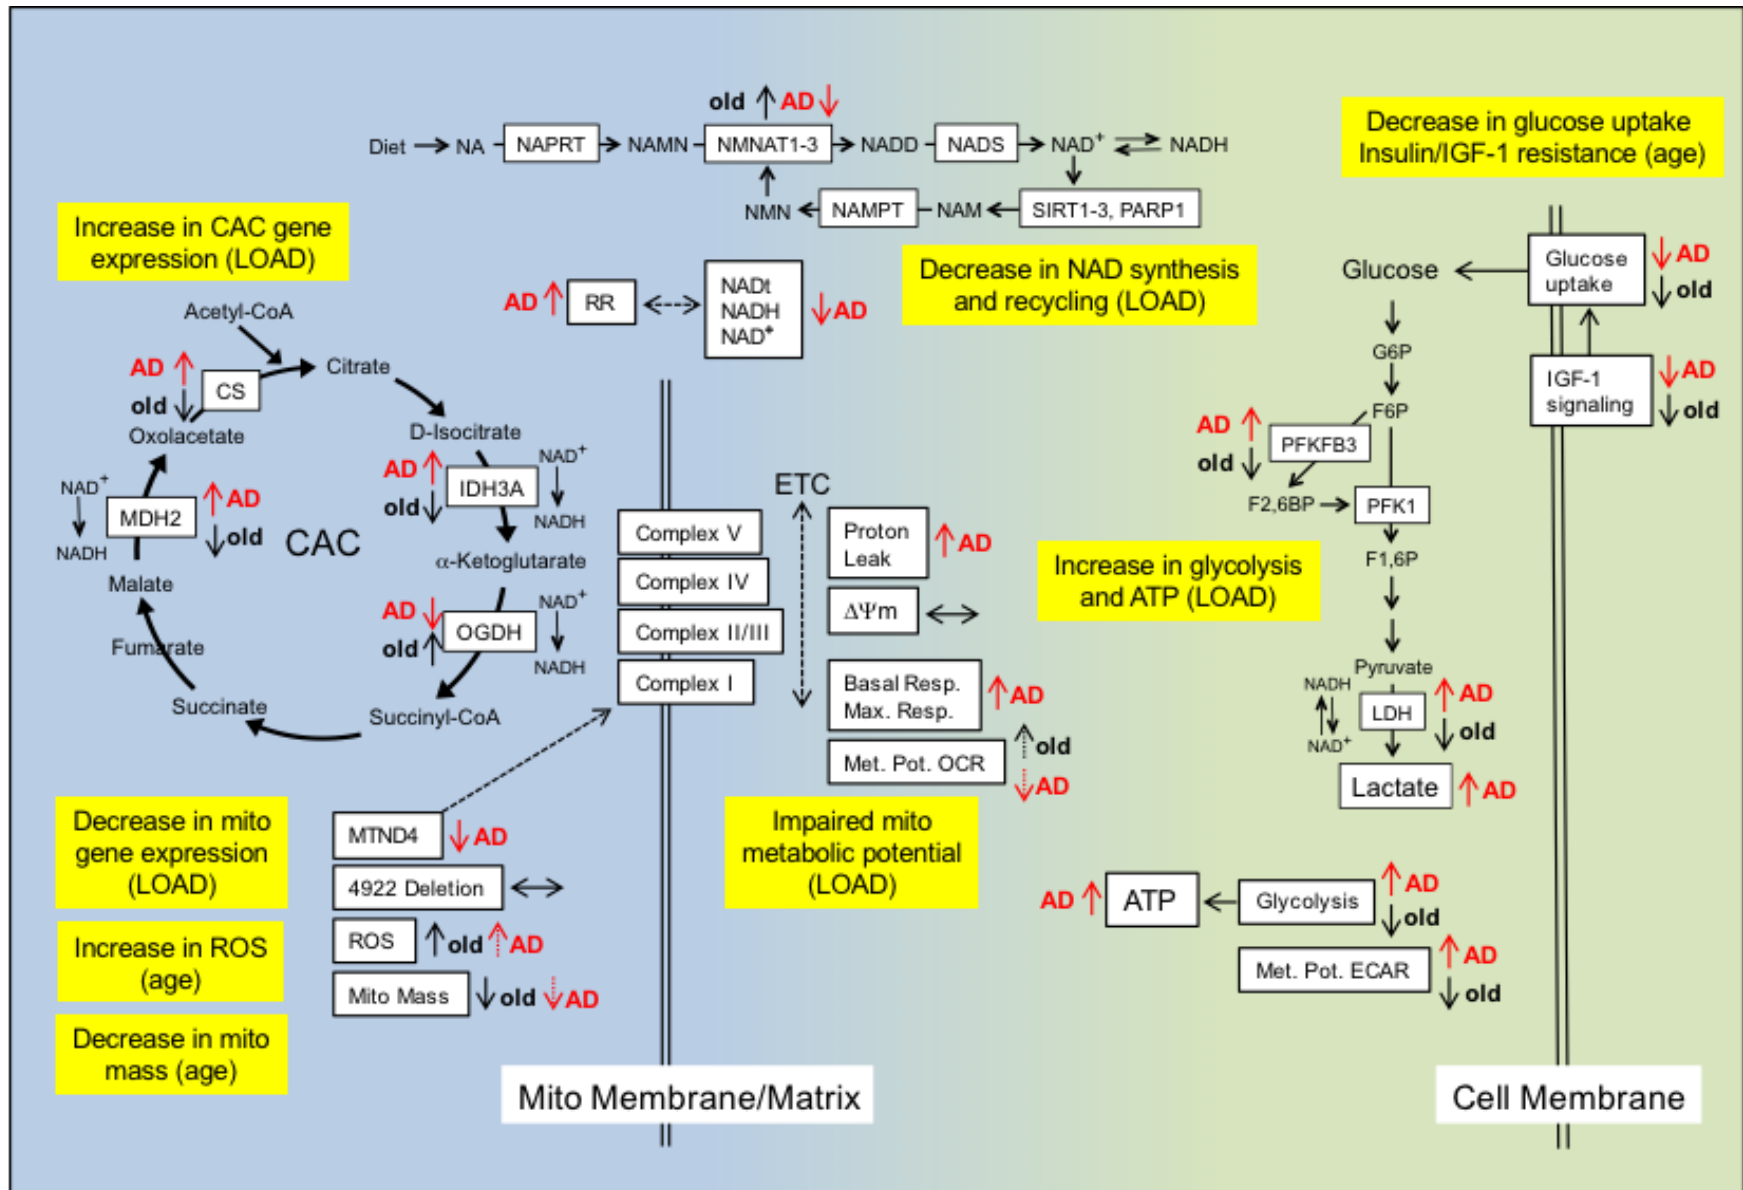 old AD
Diet NA NAPRT NAMN NMNAT1-3 NADD NADS NAD+ NADH
NMN NAMPT NAM SIRT1-3, PARP1
Decrease in glucose uptake
Insulin/IGF-1 resistance (age)
Increase in CAC gene
expression (LOAD)
Decrease in NAD synthesis
and recycling (LOAD)
AD RR
NADt
NADH
NAD+
AD
Glucose
Glucose
uptake
AD
old
IGF-1
signaling
AD
old
Acetyl-CoA
AD
old
CS
Citrate
Oxolacetate
D-Isocitrate
AD
old
IDH3A
NAD+
NADH
NAD+
NADH
MDH2
AD
old
CAC
α-Ketoglutarate
Malate
AD
old
OGDH
NAD+
NADH
Fumarate
Succinate
Succinyl-CoA
ETC
Complex V
Complex IV
Complex II/III
Complex I
Proton
Leak
AD
ΔΨm
Basal Resp.
Max. Resp.
AD
Met. Pot. OCR
old
AD
G6P
F6P
AD
old
PFKFB3
F2,6BP
PFK1
F1,6P
Increase in glycolysis
and ATP (LOAD)
Pyruvate
NADH
NAD+
LDH
AD
old
Lactate
AD
Decrease in mito
gene expression
(LOAD)
MTND4
AD
4922 Deletion
Impaired mito
metabolic potential
(LOAD)
Increase in ROS
(age)
ROS
old AD
Mito Mass
old AD
Decrease in mito
mass (age)
AD ATP
Glycolysis
AD
old
Met. Pot. ECAR
AD
old
Mito Membrane/Matrix
Cell Membrane